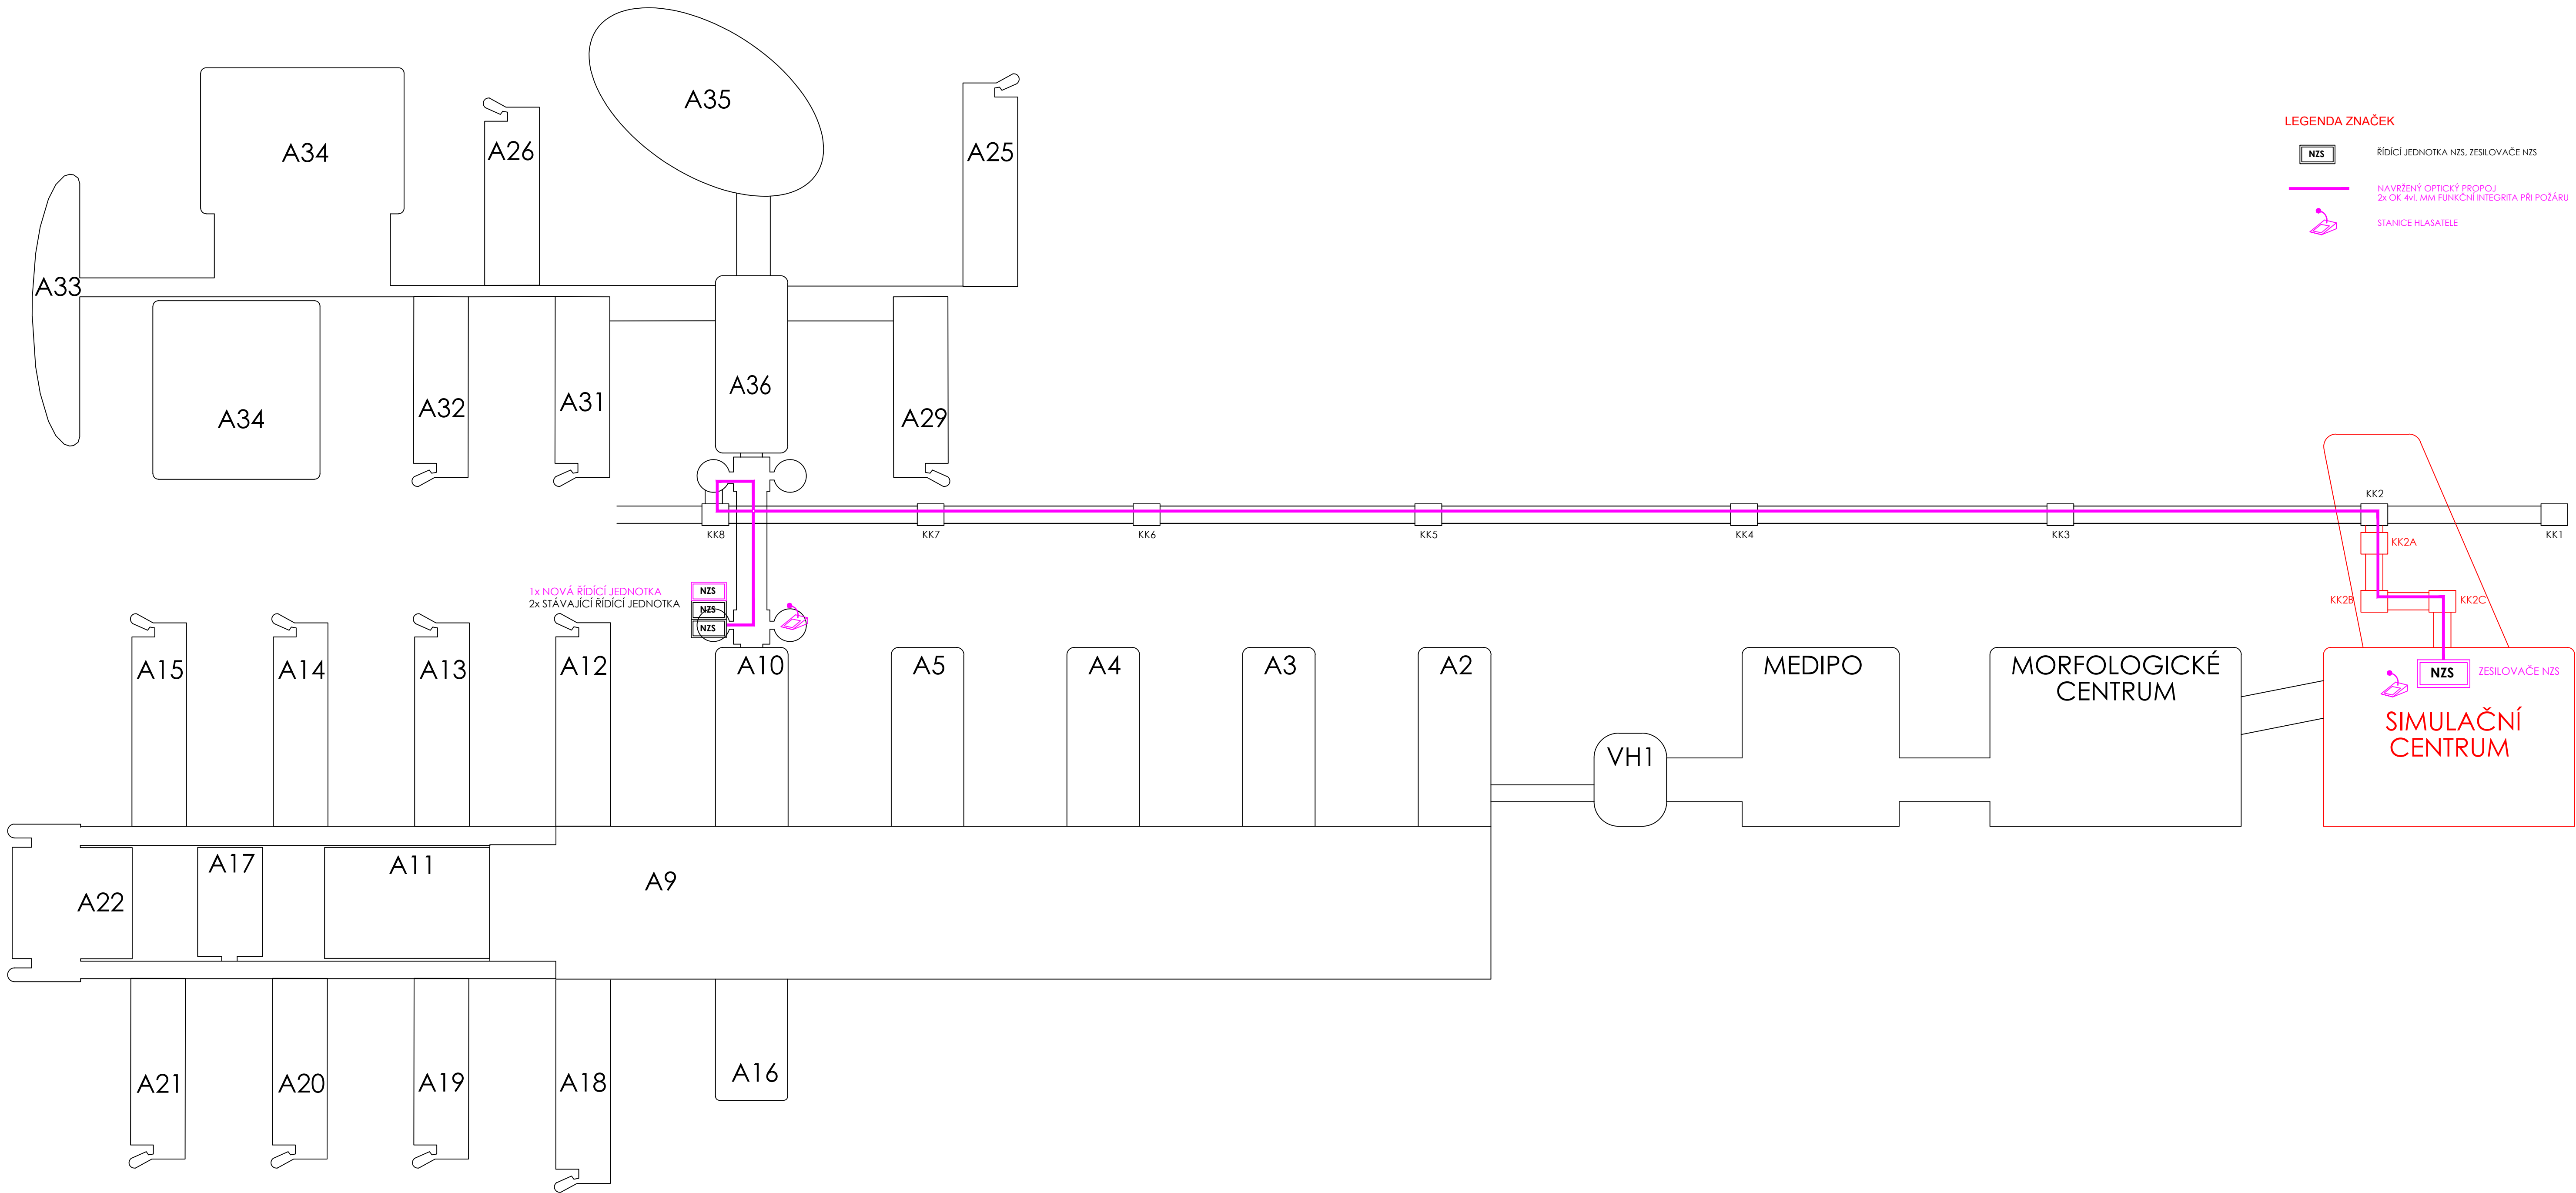 A35
A34
A26
A25
LEGENDA ZNAČEK
NZS
ŘÍDÍCÍ JEDNOTKA NZS, ZESILOVAČE NZS
NAVRŽENÝ OPTICKÝ PROPOJ
2x OK 4vl. MM FUNKČNÍ INTEGRITA PŘI POŽÁRU
STANICE HLASATELE
A33
A34
A32
A31
A36
A29
KK2
KK8
KK7
KK6
KK5
KK4
KK3
KK1
KK2A
KK2B
KK2C
1x NOVÁ ŘÍDÍCÍ JEDNOTKA
2x STÁVAJÍCÍ ŘÍDÍCÍ JEDNOTKA
NZS
NZS
NZS
A15
A14
A13
A12
A10
A5
A4
A3
A2
MEDIPO
MORFOLOGICKÉ
CENTRUM
NZS
ZESILOVAČE NZS
SIMULAČNÍ
CENTRUM
VH1
A22
A17
A11
A9
A21
A20
A19
A18
A16